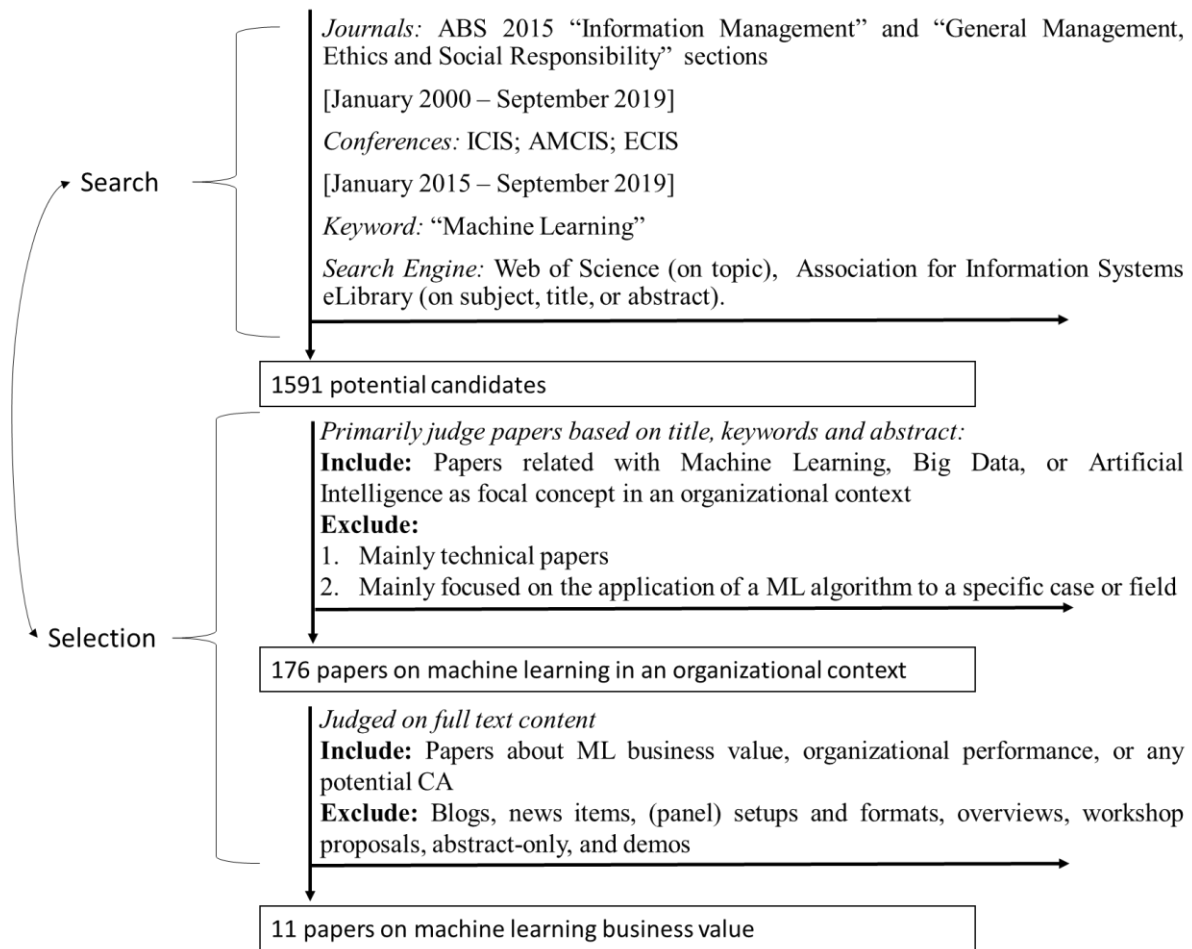 Journals: ABS 2015 “Information Management” and “General Management,
Ethics and Social Responsibility” sections
[January 2000 – September 2019]
Conferences: ICIS; AMCIS; ECIS
[January 2015 – September 2019]
Search
Keyword: “Machine Learning”
Search Engine: Web of Science (on topic), Association for Information Systems
eLibrary (on subject, title, or abstract).
1591 potential candidates
Primarily judge papers based on title, keywords and abstract:
Include: Papers related with Machine Learning, Big Data, or Artificial
Intelligence as focal concept in an organizational context
Exclude:
1. Mainly technical papers
2. Mainly focused on the application of a ML algorithm to a specific case or field
Selection
176 papers on machine learning in an organizational context
Judged on full text content
Include: Papers about ML business value, organizational performance, or any
potential CA
Exclude: Blogs, news items, (panel) setups and formats, overviews, workshop
proposals, abstract-only, and demos
11 papers on machine learning business value